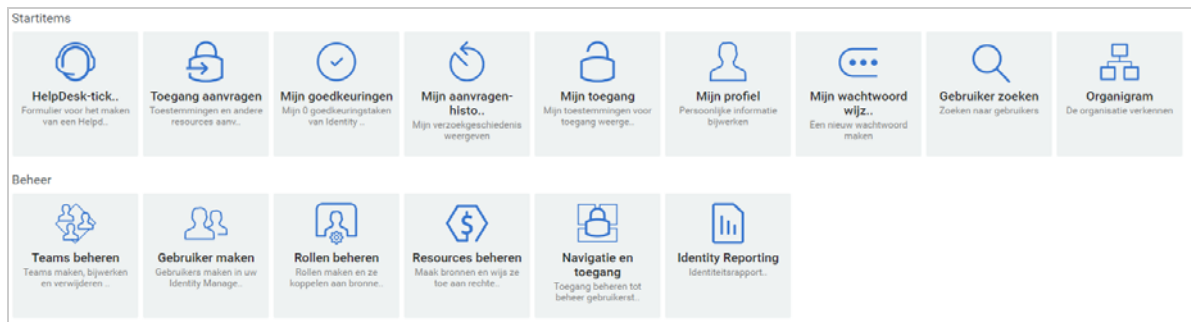 Startitems
HelpDesk-tick..
Formulier voor het maken
van een Helpd..
Toegang aanvragen
Toestemmingen en andere
resources aanv..
Mijn goedkeuringen
Mijn 0 goedkeuringstaken
van Identity ..
Mijn aanvragen-
histo..
Mijn verzoekgeschiedenis
weergeven
Mijn toegang
Mijn toestemmingen voor
toegang weerge..
Mijn profiel
Persoonlijke informatie
bijwerken
Mijn wachtwoord
wijz..
Een nieuw wachtwoord
maken
Gebruiker zoeken
Zoeken naar gebruikers
Organigram
De organisatie verkennen
Beheer
Teams beheren
Teams maken, bijwerken
en verwijderen ..
Gebruiker maken
Gebruikers maken in uw
Identity Manage..
Rollen beheren
Rollen maken en ze
koppelen aan bronne..
Resources beheren
Maak bronnen en wijs ze
toe aan rechte..
Navigatie en
toegang
Toegang beheren tot
beheer gebruikerst..
Identity Reporting
Identiteitsrapport..